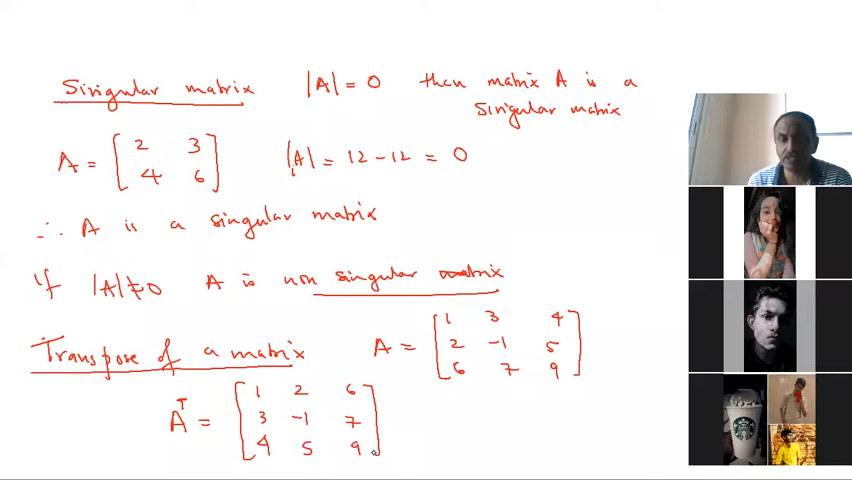 Singular matrix |A| = 0 then matrix A is a
singular matrix
A = [2 3
4 6] |A| = 12 - 12 = 0
∴ A is a singular matrix
If |A| ≠ 0 A is non singular matrix
Transpose of a matrix A = [1 3 4
2 -1 5
6 7 9]
A^T = [1 2 6
3 -1 7
4 5 9]